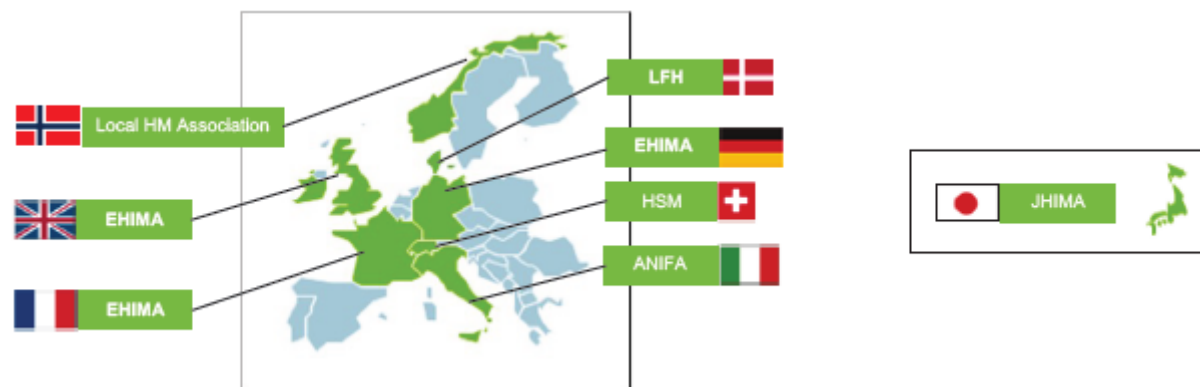 Local HM Association
EHIMA
EHIMA
LFH
EHIMA
HSM
ANIFA
JHIMA